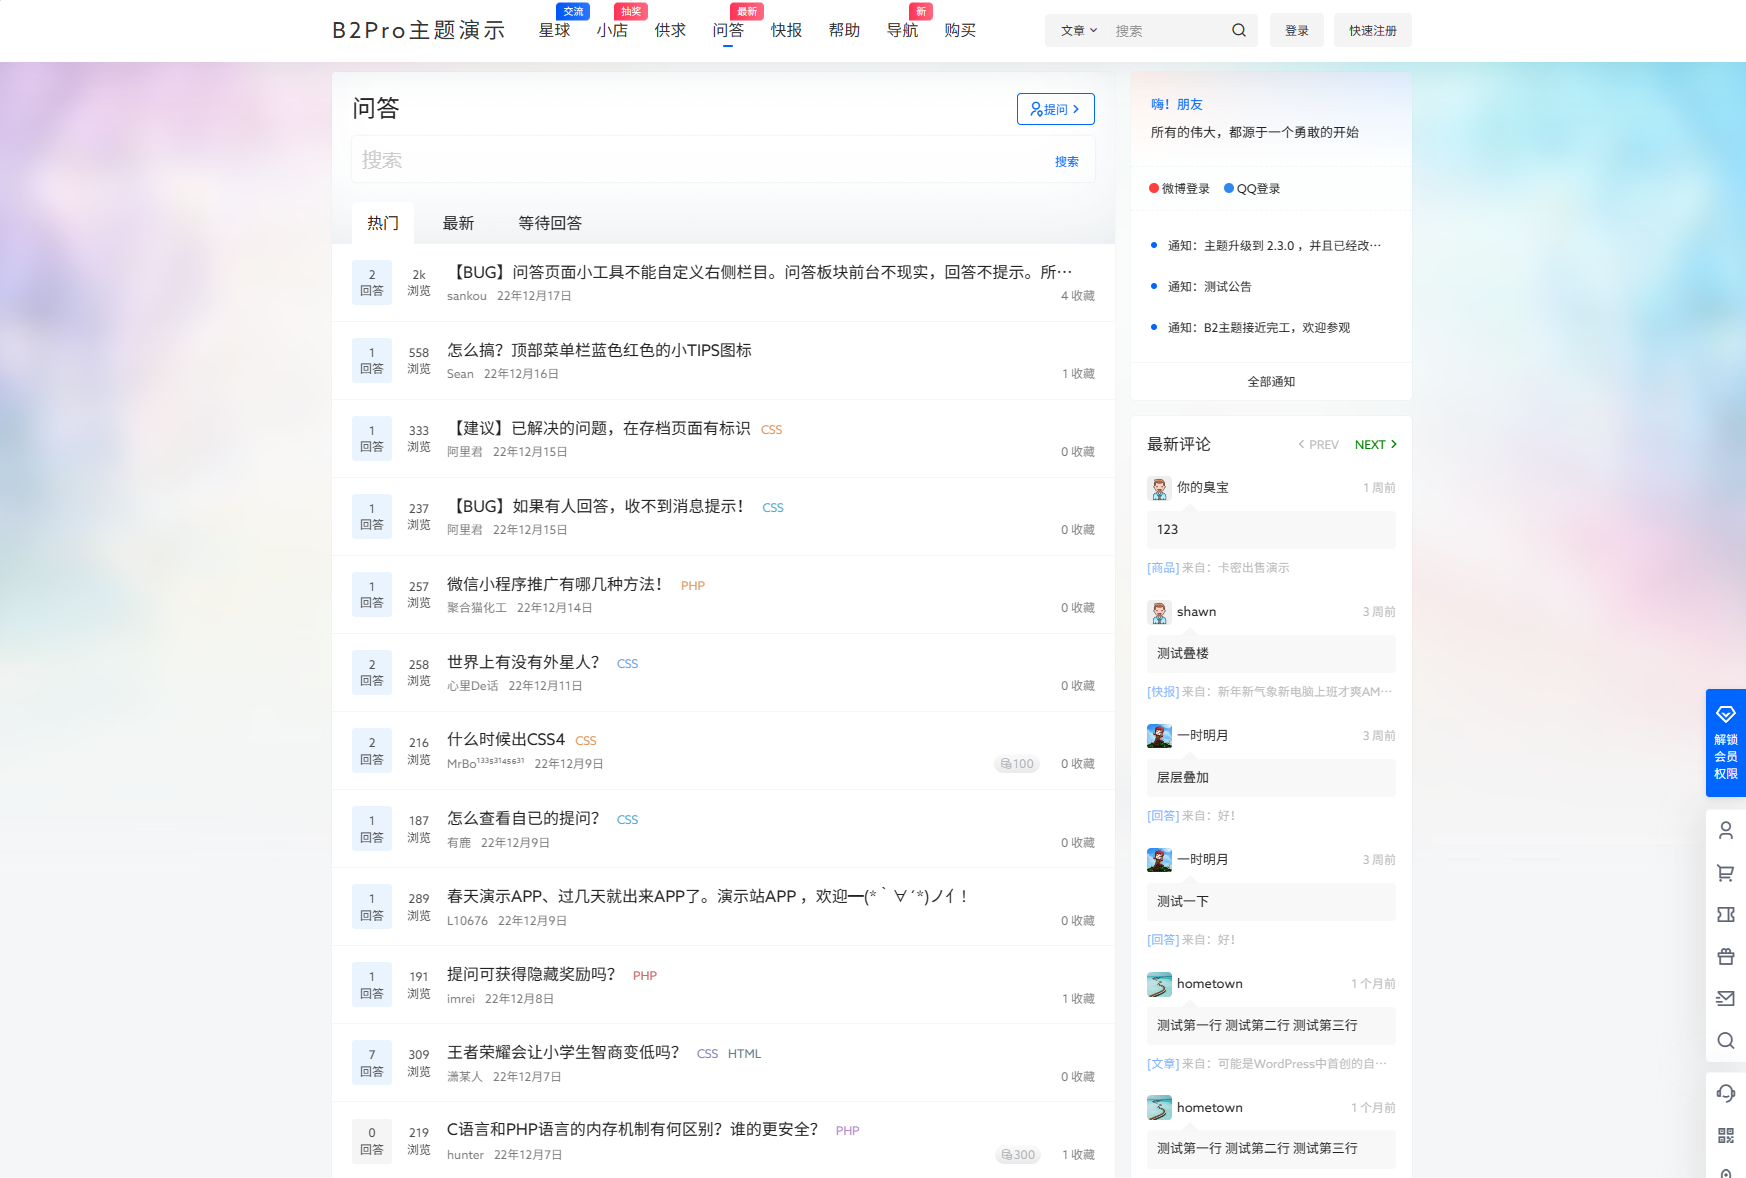 B2Pro主题演示
星球 交流
小店 抽奖
供求
问答 最新
快报
帮助
导航 新
购买
文章
搜索
登录
快速注册
问答
提问
搜索
搜索
热门 最新 等待回答
2 回答
2k 浏览
【BUG】问答页面小工具不能自定义右侧栏目。问答板块前台不现实，回答不提示。所…
sankou 22年12月17日
4 收藏
1 回答
558 浏览
怎么搞？顶部菜单栏蓝色红色的小TIPS图标
Sean 22年12月16日
1 收藏
1 回答
333 浏览
【建议】已解决的问题，在存档页面有标识 CSS
阿里君 22年12月15日
0 收藏
1 回答
237 浏览
【BUG】如果有人回答，收不到消息提示！ CSS
阿里君 22年12月15日
0 收藏
1 回答
257 浏览
微信小程序推广有哪几种方法！ PHP
聚合猫化工 22年12月14日
0 收藏
2 回答
258 浏览
世界上有没有外星人？ CSS
心里De话 22年12月11日
0 收藏
2 回答
216 浏览
什么时候出CSS4 CSS
MrBo¹³³⁵³¹⁴⁵⁶³¹ 22年12月9日
100
0 收藏
1 回答
187 浏览
怎么查看自已的提问？ CSS
有鹿 22年12月9日
0 收藏
1 回答
289 浏览
春天演示APP、过几天就出来APP了。演示站APP ，欢迎━(*｀∀´*)ノ亻!
L10676 22年12月9日
0 收藏
1 回答
191 浏览
提问可获得隐藏奖励吗？ PHP
imrei 22年12月8日
1 收藏
7 回答
309 浏览
王者荣耀会让小学生智商变低吗？ CSS HTML
潇某人 22年12月7日
0 收藏
0 回答
219 浏览
C语言和PHP语言的内存机制有何区别？谁的更安全？ PHP
hunter 22年12月7日
300
1 收藏
嗨！朋友
所有的伟大，都源于一个勇敢的开始
微博登录 QQ登录
通知：主题升级到 2.3.0 ，并且已经改…
通知：测试公告
通知：B2主题接近完工，欢迎参观
全部通知
最新评论
PREV NEXT
你的臭宝 1 周前
123
[商品] 来自：卡密出售演示
shawn 3 周前
测试叠楼
[快报] 来自：新年新气象新电脑上班才爽AM…
一时明月 3 周前
层层叠加
[回答] 来自：好！
一时明月 3 周前
测试一下
[回答] 来自：好！
hometown 1 个月前
测试第一行 测试第二行 测试第三行
[文章] 来自：可能是WordPress中首创的自…
hometown 1 个月前
测试第一行 测试第二行 测试第三行
解锁
会员
权限